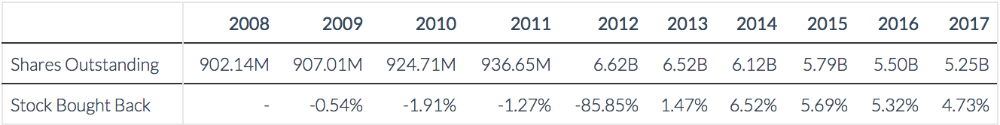 2008 2009 2010 2011 2012 2013 2014 2015 2016 2017
Shares Outstanding 902.14M 907.01M 924.71M 936.65M 6.62B 6.52B 6.12B 5.79B 5.50B 5.25B
Stock Bought Back - -0.54% -1.91% -1.27% -85.85% 1.47% 6.52% 5.69% 5.32% 4.73%